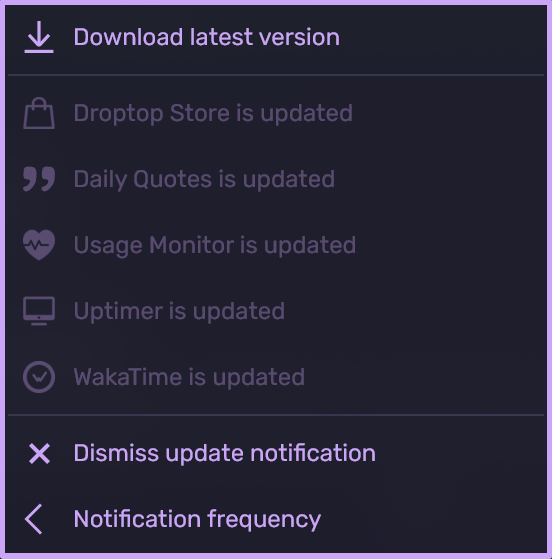 Download latest version
Droptop Store is updated
Daily Quotes is updated
Usage Monitor is updated
Uptimer is updated
WakaTime is updated
Dismiss update notification
Notification frequency